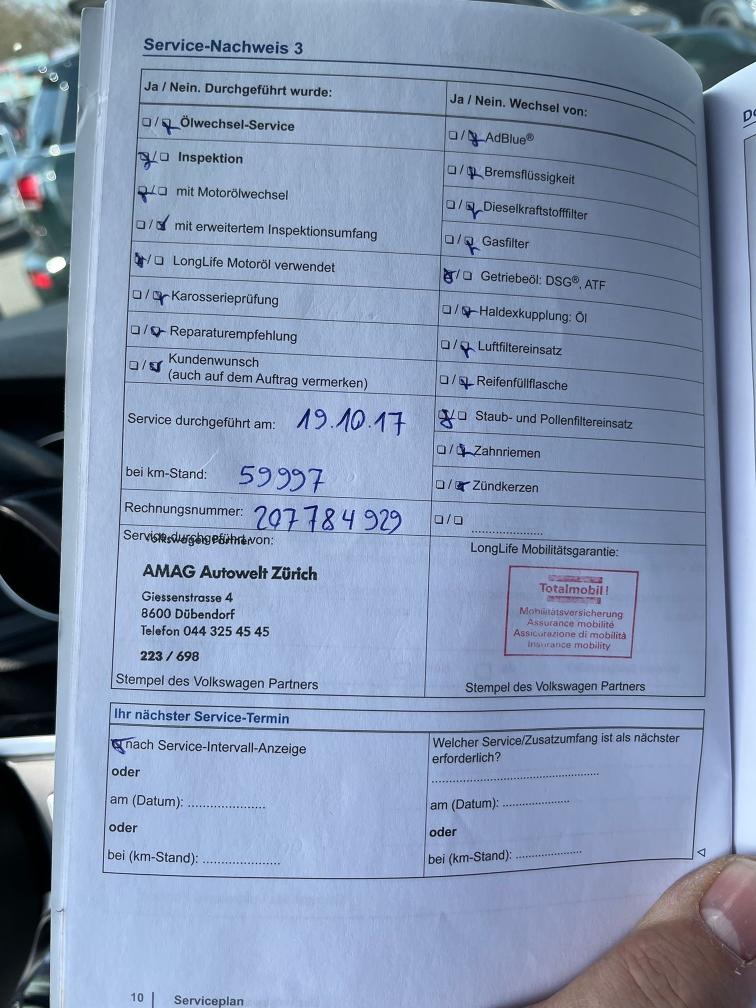 Service-Nachweis 3
Ja / Nein. Durchgeführt wurde:
Ölwechsel-Service
Inspektion
mit Motorölwechsel
mit erweitertem Inspektionsumfang
LongLife Motoröl verwendet
Karosserieprüfung
Reparaturempfehlung
Kundenwunsch
(auch auf dem Auftrag vermerken)
Service durchgeführt am: 19.10.17
bei km-Stand: 59997
Rechnungsnummer: 207784929
Ja / Nein. Wechsel von:
AdBlue®
Bremsflüssigkeit
Dieselkraftstofffilter
Gasfilter
Getriebeöl: DSG®, ATF
Haldexkupplung: Öl
Luftfiltereinsatz
Reifenfüllflasche
Staub- und Pollenfiltereinsatz
Zahnriemen
Zündkerzen
Service durchgeführt von:
Volkswagen Partner
AMAG Autowelt Zürich
Giessenstrasse 4
8600 Dübendorf
Telefon 044 325 45 45
223 / 698
Stempel des Volkswagen Partners
LongLife Mobilitätsgarantie:
Totalmobil!
Mobilitätsversicherung
Assurance mobilité
Assicurazione di mobilità
Insurance mobility
Stempel des Volkswagen Partners
Ihr nächster Service-Termin
nach Service-Intervall-Anzeige
oder
am (Datum): ......................
oder
bei (km-Stand): ......................
Welcher Service/Zusatzumfang ist als nächster
erforderlich?
am (Datum): ...................
oder
bei (km-Stand): ...................
10 | Serviceplan